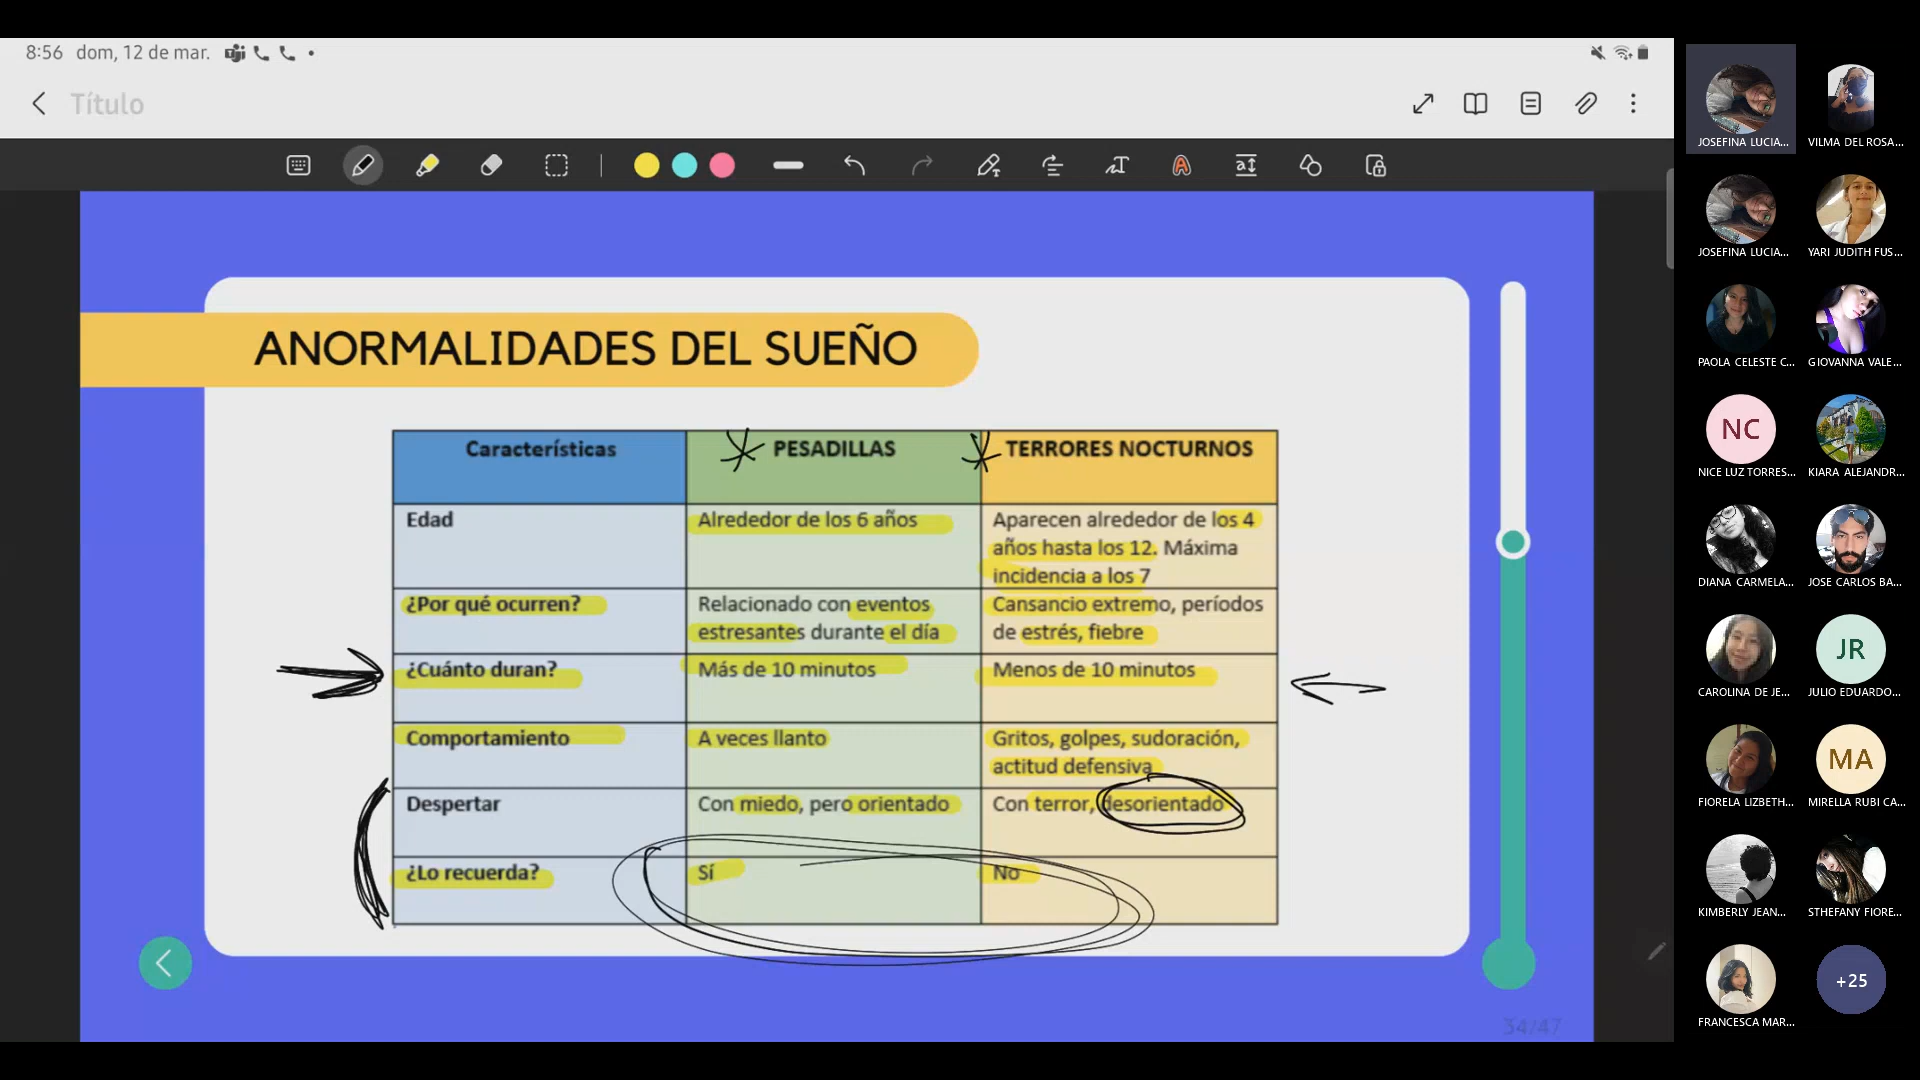 8:56 dom, 12 de mar.
Título
ANORMALIDADES DEL SUEÑO
Características
PESADILLAS
TERRORES NOCTURNOS
Edad
Alrededor de los 6 años
Aparecen alrededor de los 4
años hasta los 12. Máxima
incidencia a los 7
¿Por qué ocurren?
Relacionado con eventos
estresantes durante el día
Cansancio extremo, períodos
de estrés, fiebre
¿Cuánto duran?
Más de 10 minutos
Menos de 10 minutos
Comportamiento
A veces llanto
Gritos, golpes, sudoración,
actitud defensiva
Despertar
Con miedo, pero orientado
Con terror, desorientado
¿Lo recuerda?
Sí
No
34/47
JOSEFINA LUCIA...
VILMA DEL ROSA...
JOSEFINA LUCIA...
YARI JUDITH FUS...
PAOLA CELESTE C...
GIOVANNA VALE...
NC
NICE LUZ TORRES...
KIARA ALEJANDR...
DIANA CARMELA...
JOSE CARLOS BA...
CAROLINA DE JE...
JR
JULIO EDUARDO...
FIORELA LIZBETH...
MA
MIRELLA RUBI CA...
KIMBERLY JEAN...
STHEFANY FIORE...
FRANCESCA MAR...
+25